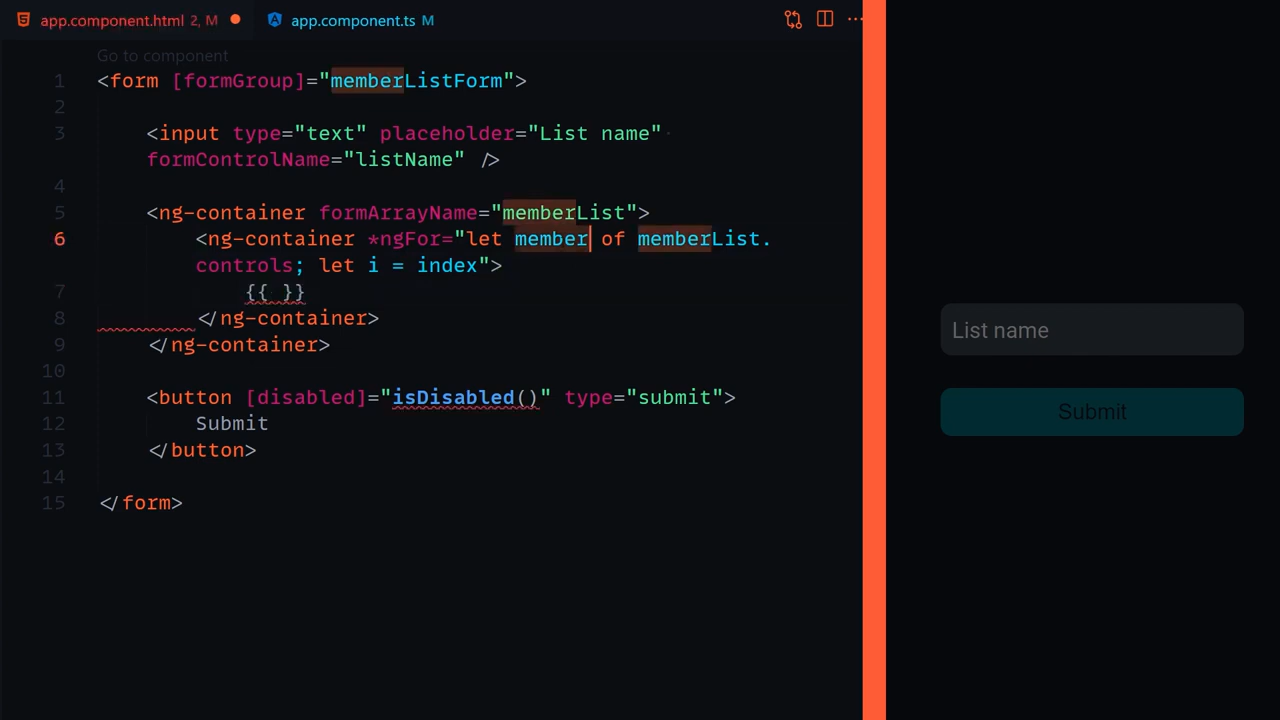 app.component.html 2, M
app.component.ts M
Go to component
1 <form [formGroup]="memberListForm">
2
3 <input type="text" placeholder="List name"
formControlName="listName" />
4
5 <ng-container formArrayName="memberList">
6 <ng-container *ngFor="let member of memberList.
controls; let i = index">
7 {{ }}
8 </ng-container>
9 </ng-container>
10
11 <button [disabled]="isDisabled()" type="submit">
12 Submit
13 </button>
14
15 </form>
List name
Submit